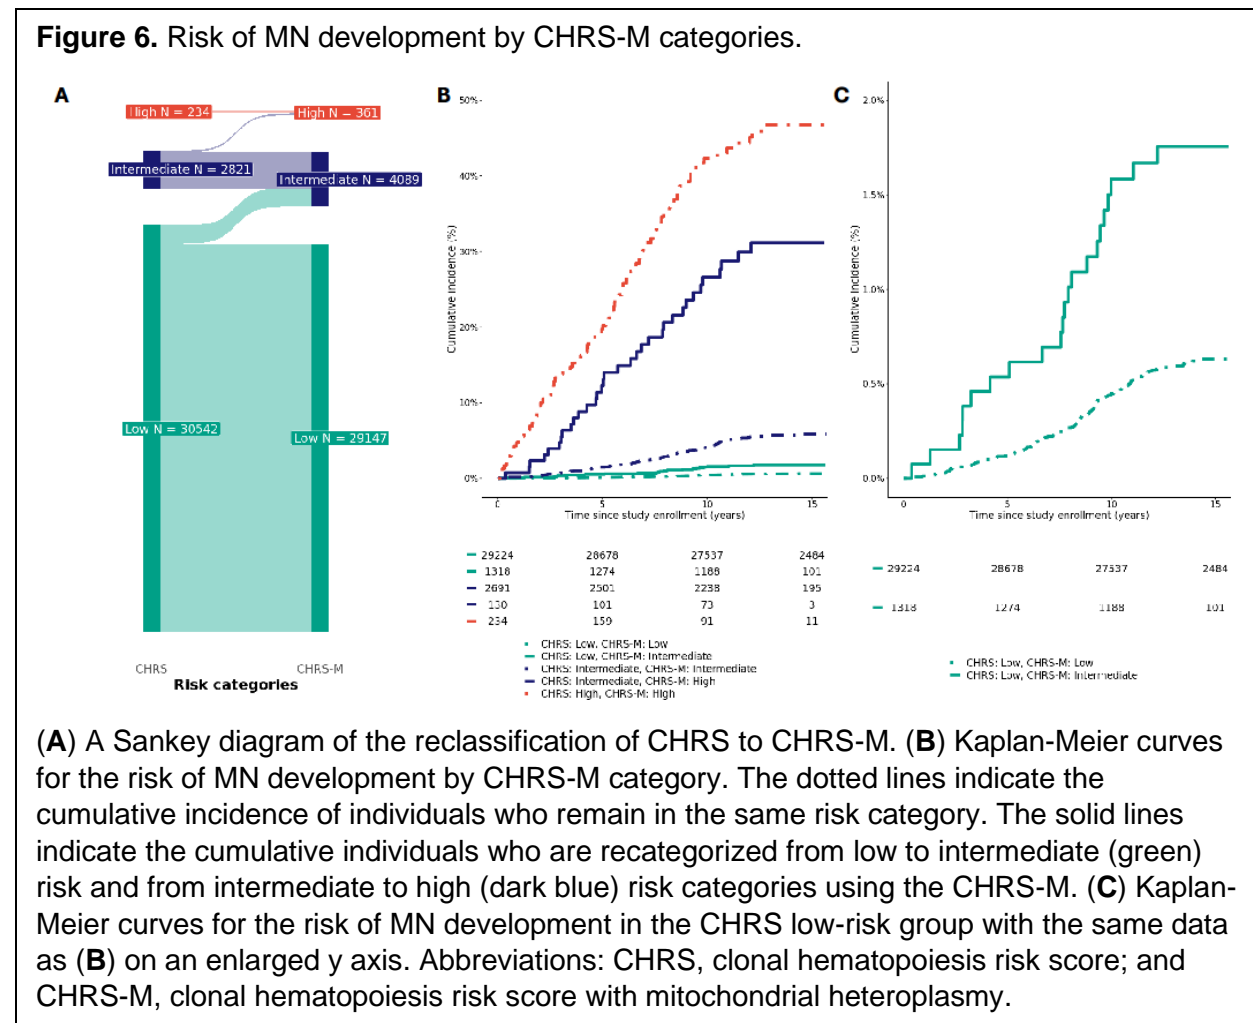 Figure 6. Risk of MN development by CHRS-M categories.
A
High N = 234
High N = 361
Intermediate N = 2821
Intermediate N = 4089
Low N = 30542
Low N = 29147
CHRS
CHRS-M
Risk categories
B
50%
40%
30%
20%
10%
0%
Cumulative Incidence (%)
0 5 10 15
Time since study enrollment (years)
29224 28678 27537 2484
1318 1274 1188 101
2691 2501 2238 195
130 101 73 3
234 159 91 11
CHRS: Low, CHRS-M: Low
CHRS: Low, CHRS-M: Intermediate
CHRS: Intermediate, CHRS-M: Intermediate
CHRS: Intermediate, CHRS-M: High
CHRS: High, CHRS-M: High
C
2.0%
1.5%
1.0%
0.5%
0.0%
Cumulative Incidence (%)
0 5 10 15
Time since study enrollment (years)
29224 28678 27537 2484
1318 1274 1188 101
CHRS: Low, CHRS-M: Low
CHRS: Low, CHRS-M: Intermediate
(A) A Sankey diagram of the reclassification of CHRS to CHRS-M. (B) Kaplan-Meier curves
for the risk of MN development by CHRS-M category. The dotted lines indicate the
cumulative incidence of individuals who remain in the same risk category. The solid lines
indicate the cumulative individuals who are recategorized from low to intermediate (green)
risk and from intermediate to high (dark blue) risk categories using the CHRS-M. (C) Kaplan-
Meier curves for the risk of MN development in the CHRS low-risk group with the same data
as (B) on an enlarged y axis. Abbreviations: CHRS, clonal hematopoiesis risk score; and
CHRS-M, clonal hematopoiesis risk score with mitochondrial heteroplasmy.